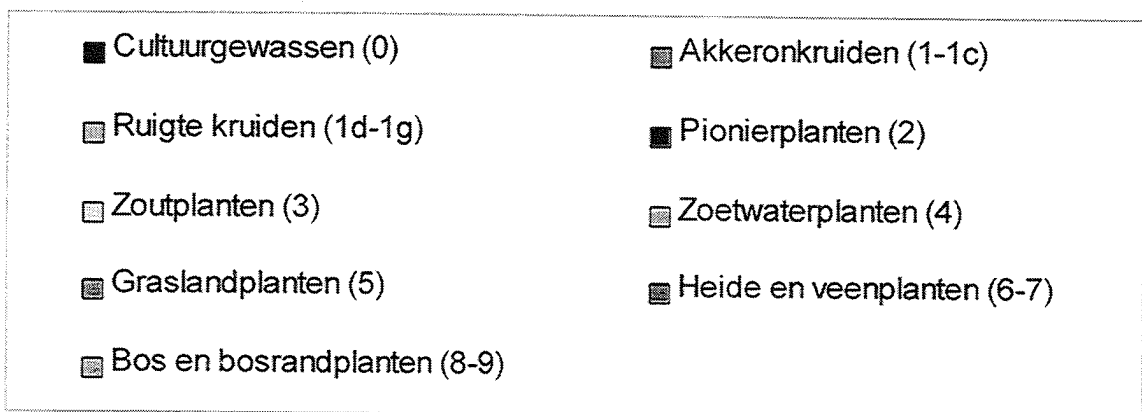 Cultuurgewassen (0)
Akkeronkruiden (1-1c)
Ruigte kruiden (1d-1g)
Pionierplanten (2)
Zoutplanten (3)
Zoetwaterplanten (4)
Graslandplanten (5)
Heide en veenplanten (6-7)
Bos en bosrandplanten (8-9)